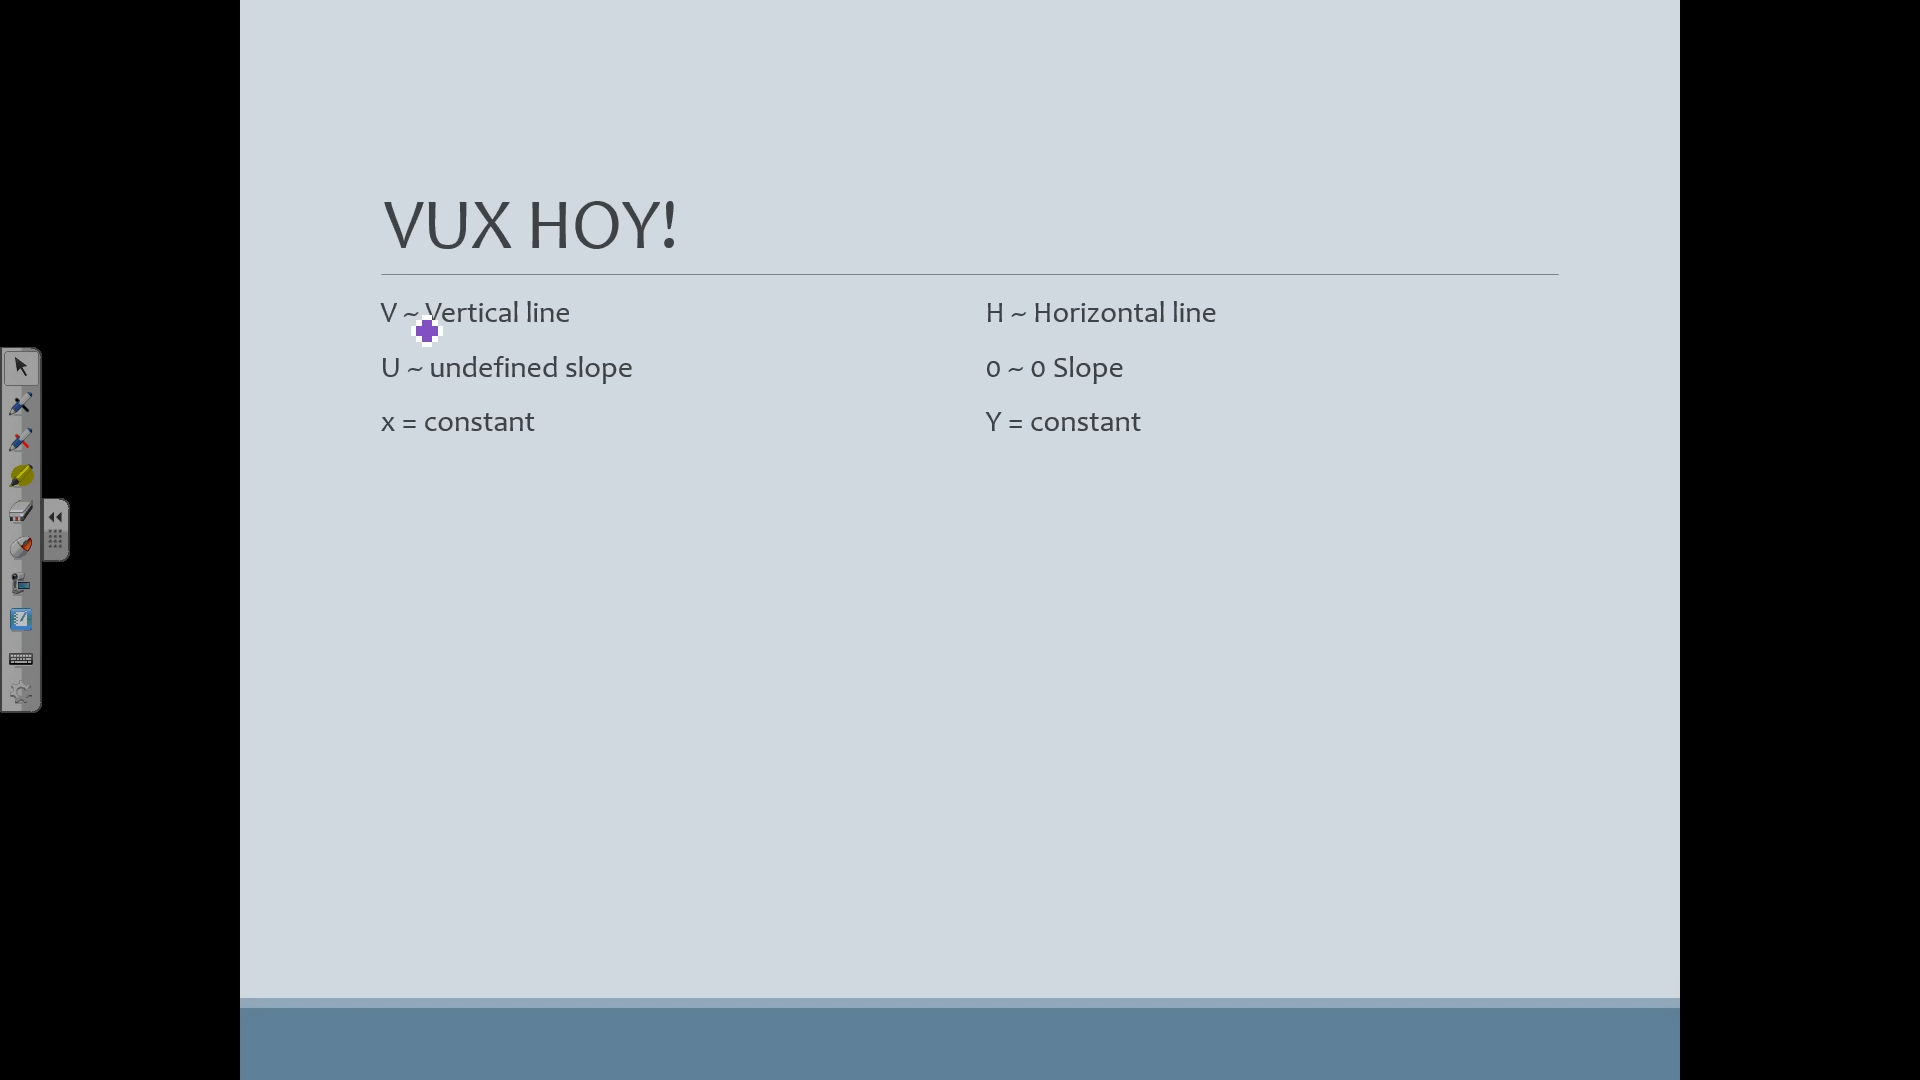 VUX HOY!
V ~ Vertical line
U ~ undefined slope
x = constant
H ~ Horizontal line
0 ~ 0 Slope
Y = constant